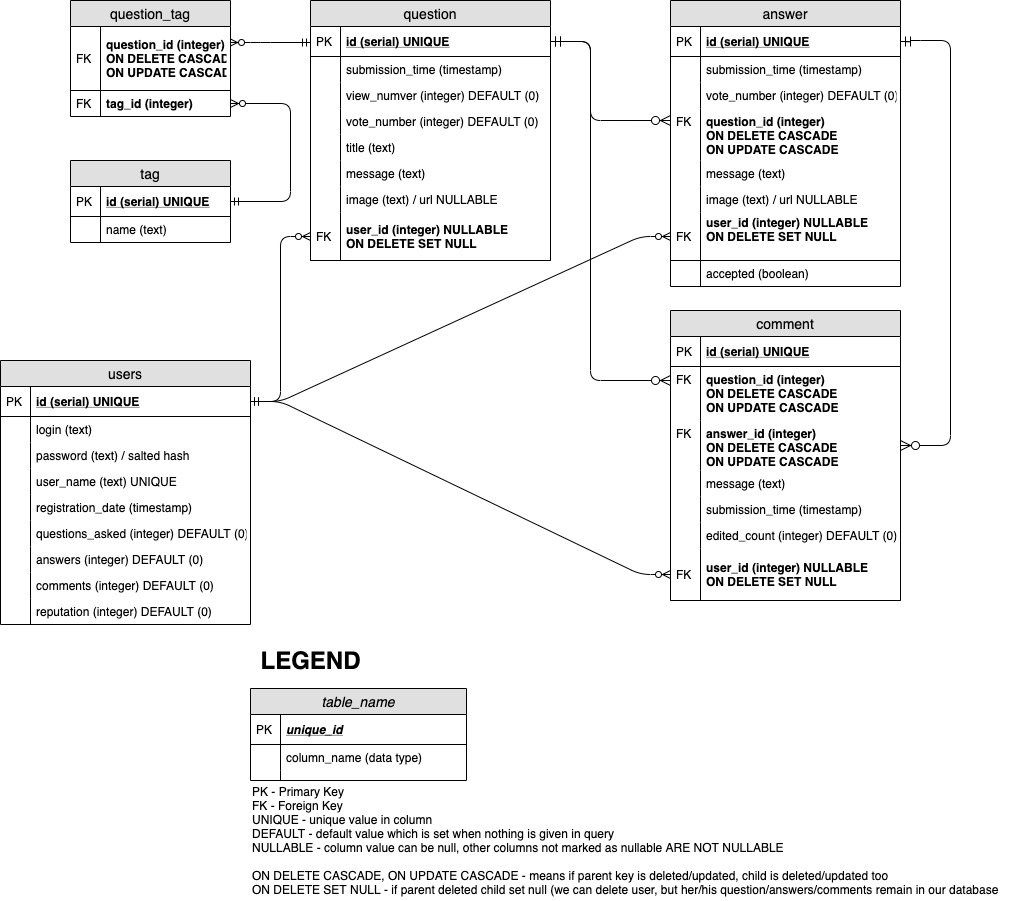 question_tag
FK
question_id (integer)
ON DELETE CASCAD
ON UPDATE CASCAD
FK tag_id (integer)
tag
PK id (serial) UNIQUE
name (text)
question
PK id (serial) UNIQUE
submission_time (timestamp)
view_numver (integer) DEFAULT (0)
vote_number (integer) DEFAULT (0)
title (text)
message (text)
image (text) / url NULLABLE
FK
user_id (integer) NULLABLE
ON DELETE SET NULL
answer
PK id (serial) UNIQUE
submission_time (timestamp)
vote_number (integer) DEFAULT (0)
FK question_id (integer)
ON DELETE CASCADE
ON UPDATE CASCADE
message (text)
image (text) / url NULLABLE
FK
user_id (integer) NULLABLE
ON DELETE SET NULL
accepted (boolean)
comment
PK id (serial) UNIQUE
FK question_id (integer)
ON DELETE CASCADE
ON UPDATE CASCADE
FK answer_id (integer)
ON DELETE CASCADE
ON UPDATE CASCADE
message (text)
submission_time (timestamp)
edited_count (integer) DEFAULT (0)
FK
user_id (integer) NULLABLE
ON DELETE SET NULL
users
PK id (serial) UNIQUE
login (text)
password (text) / salted hash
user_name (text) UNIQUE
registration_date (timestamp)
questions_asked (integer) DEFAULT (0)
answers (integer) DEFAULT (0)
comments (integer) DEFAULT (0)
reputation (integer) DEFAULT (0)
LEGEND
table_name
PK unique_id
column_name (data type)
PK - Primary Key
FK - Foreign Key
UNIQUE - unique value in column
DEFAULT - default value which is set when nothing is given in query
NULLABLE - column value can be null, other columns not marked as nullable ARE NOT NULLABLE
ON DELETE CASCADE, ON UPDATE CASCADE - means if parent key is deleted/updated, child is deleted/updated too
ON DELETE SET NULL - if parent deleted child set null (we can delete user, but her/his question/answers/comments remain in our database